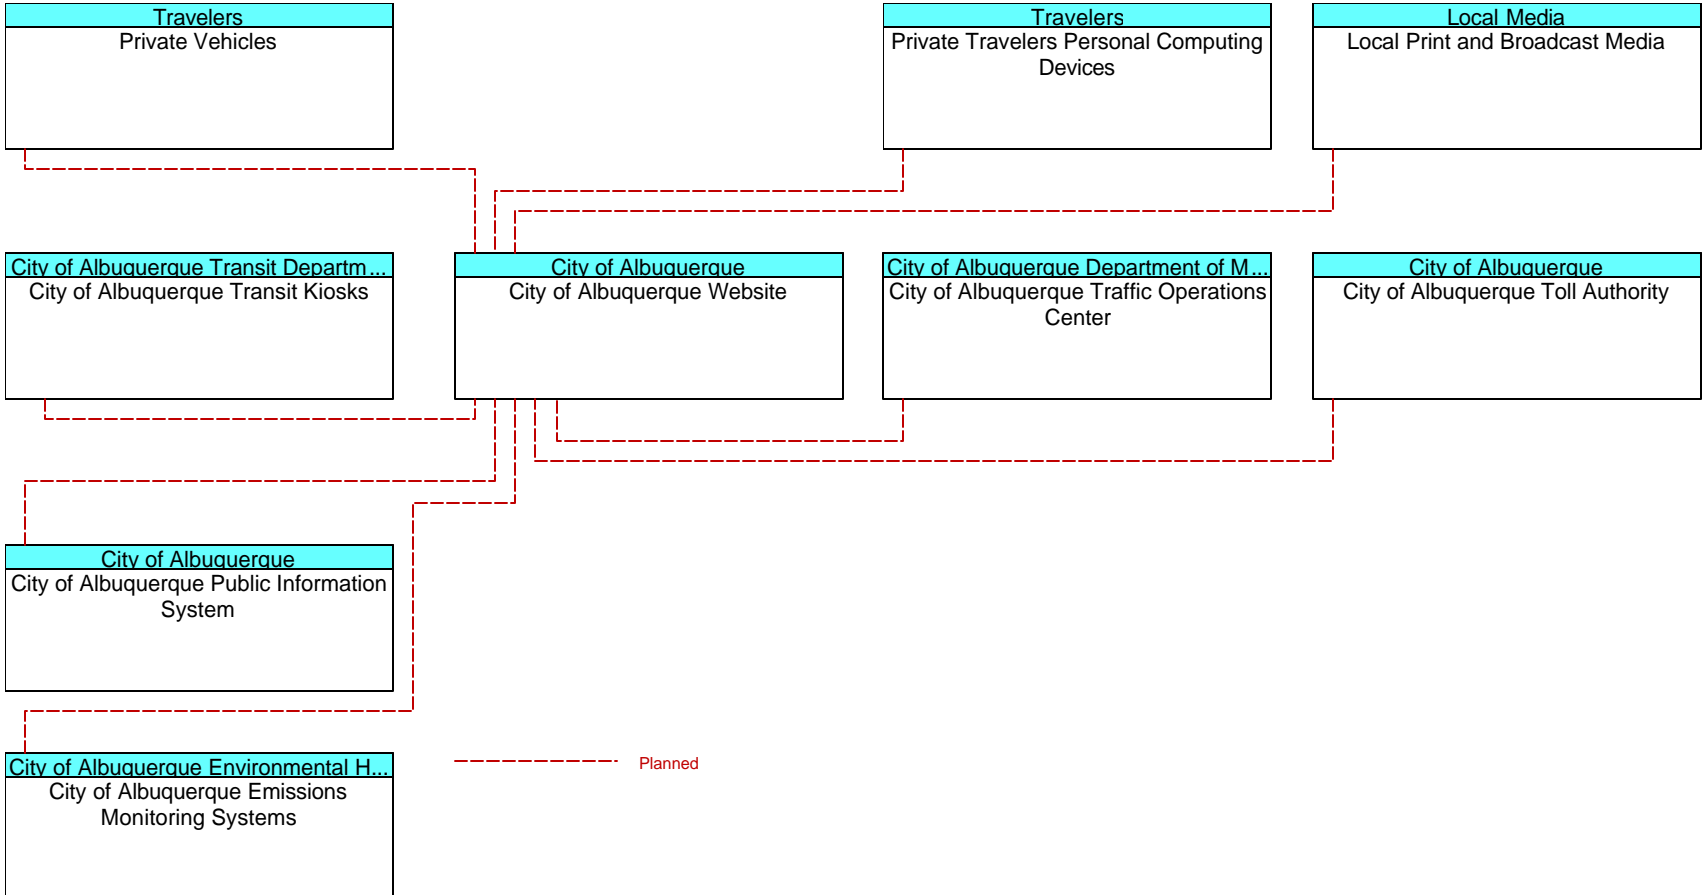 Travelers
Private Vehicles
Travelers
Private Travelers Personal Computing
Devices
Local Media
Local Print and Broadcast Media
City of Albuquerque Transit Departm...
City of Albuquerque Transit Kiosks
City of Albuquerque
City of Albuquerque Website
City of Albuquerque Department of M...
City of Albuquerque Traffic Operations
Center
City of Albuquerque
City of Albuquerque Toll Authority
City of Albuquerque
City of Albuquerque Public Information
System
City of Albuquerque Environmental H...
City of Albuquerque Emissions
Monitoring Systems
Planned